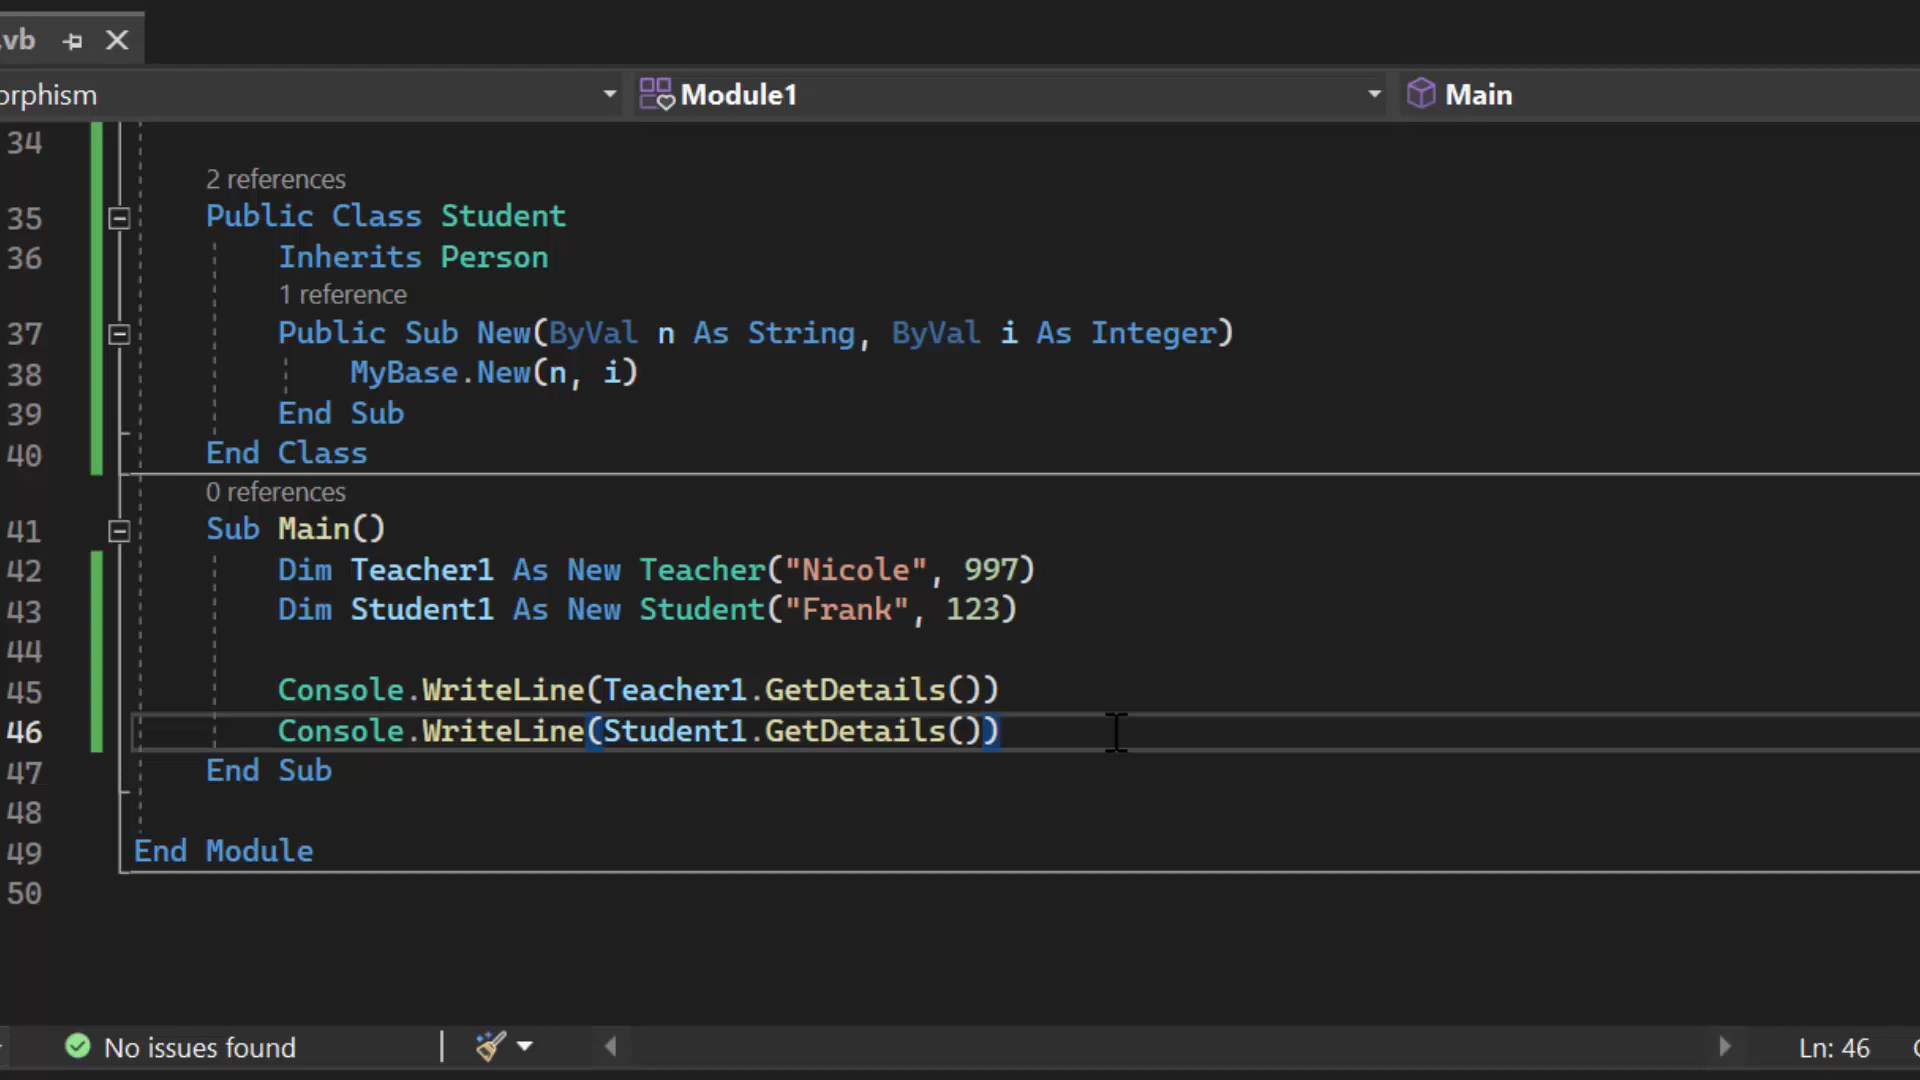 .vb
orphism Module1 Main
34
2 references
35 Public Class Student
36 Inherits Person
1 reference
37 Public Sub New(ByVal n As String, ByVal i As Integer)
38 MyBase.New(n, i)
39 End Sub
40 End Class
0 references
41 Sub Main()
42 Dim Teacher1 As New Teacher("Nicole", 997)
43 Dim Student1 As New Student("Frank", 123)
44
45 Console.WriteLine(Teacher1.GetDetails())
46 Console.WriteLine(Student1.GetDetails())
47 End Sub
48
49 End Module
50
No issues found Ln: 46